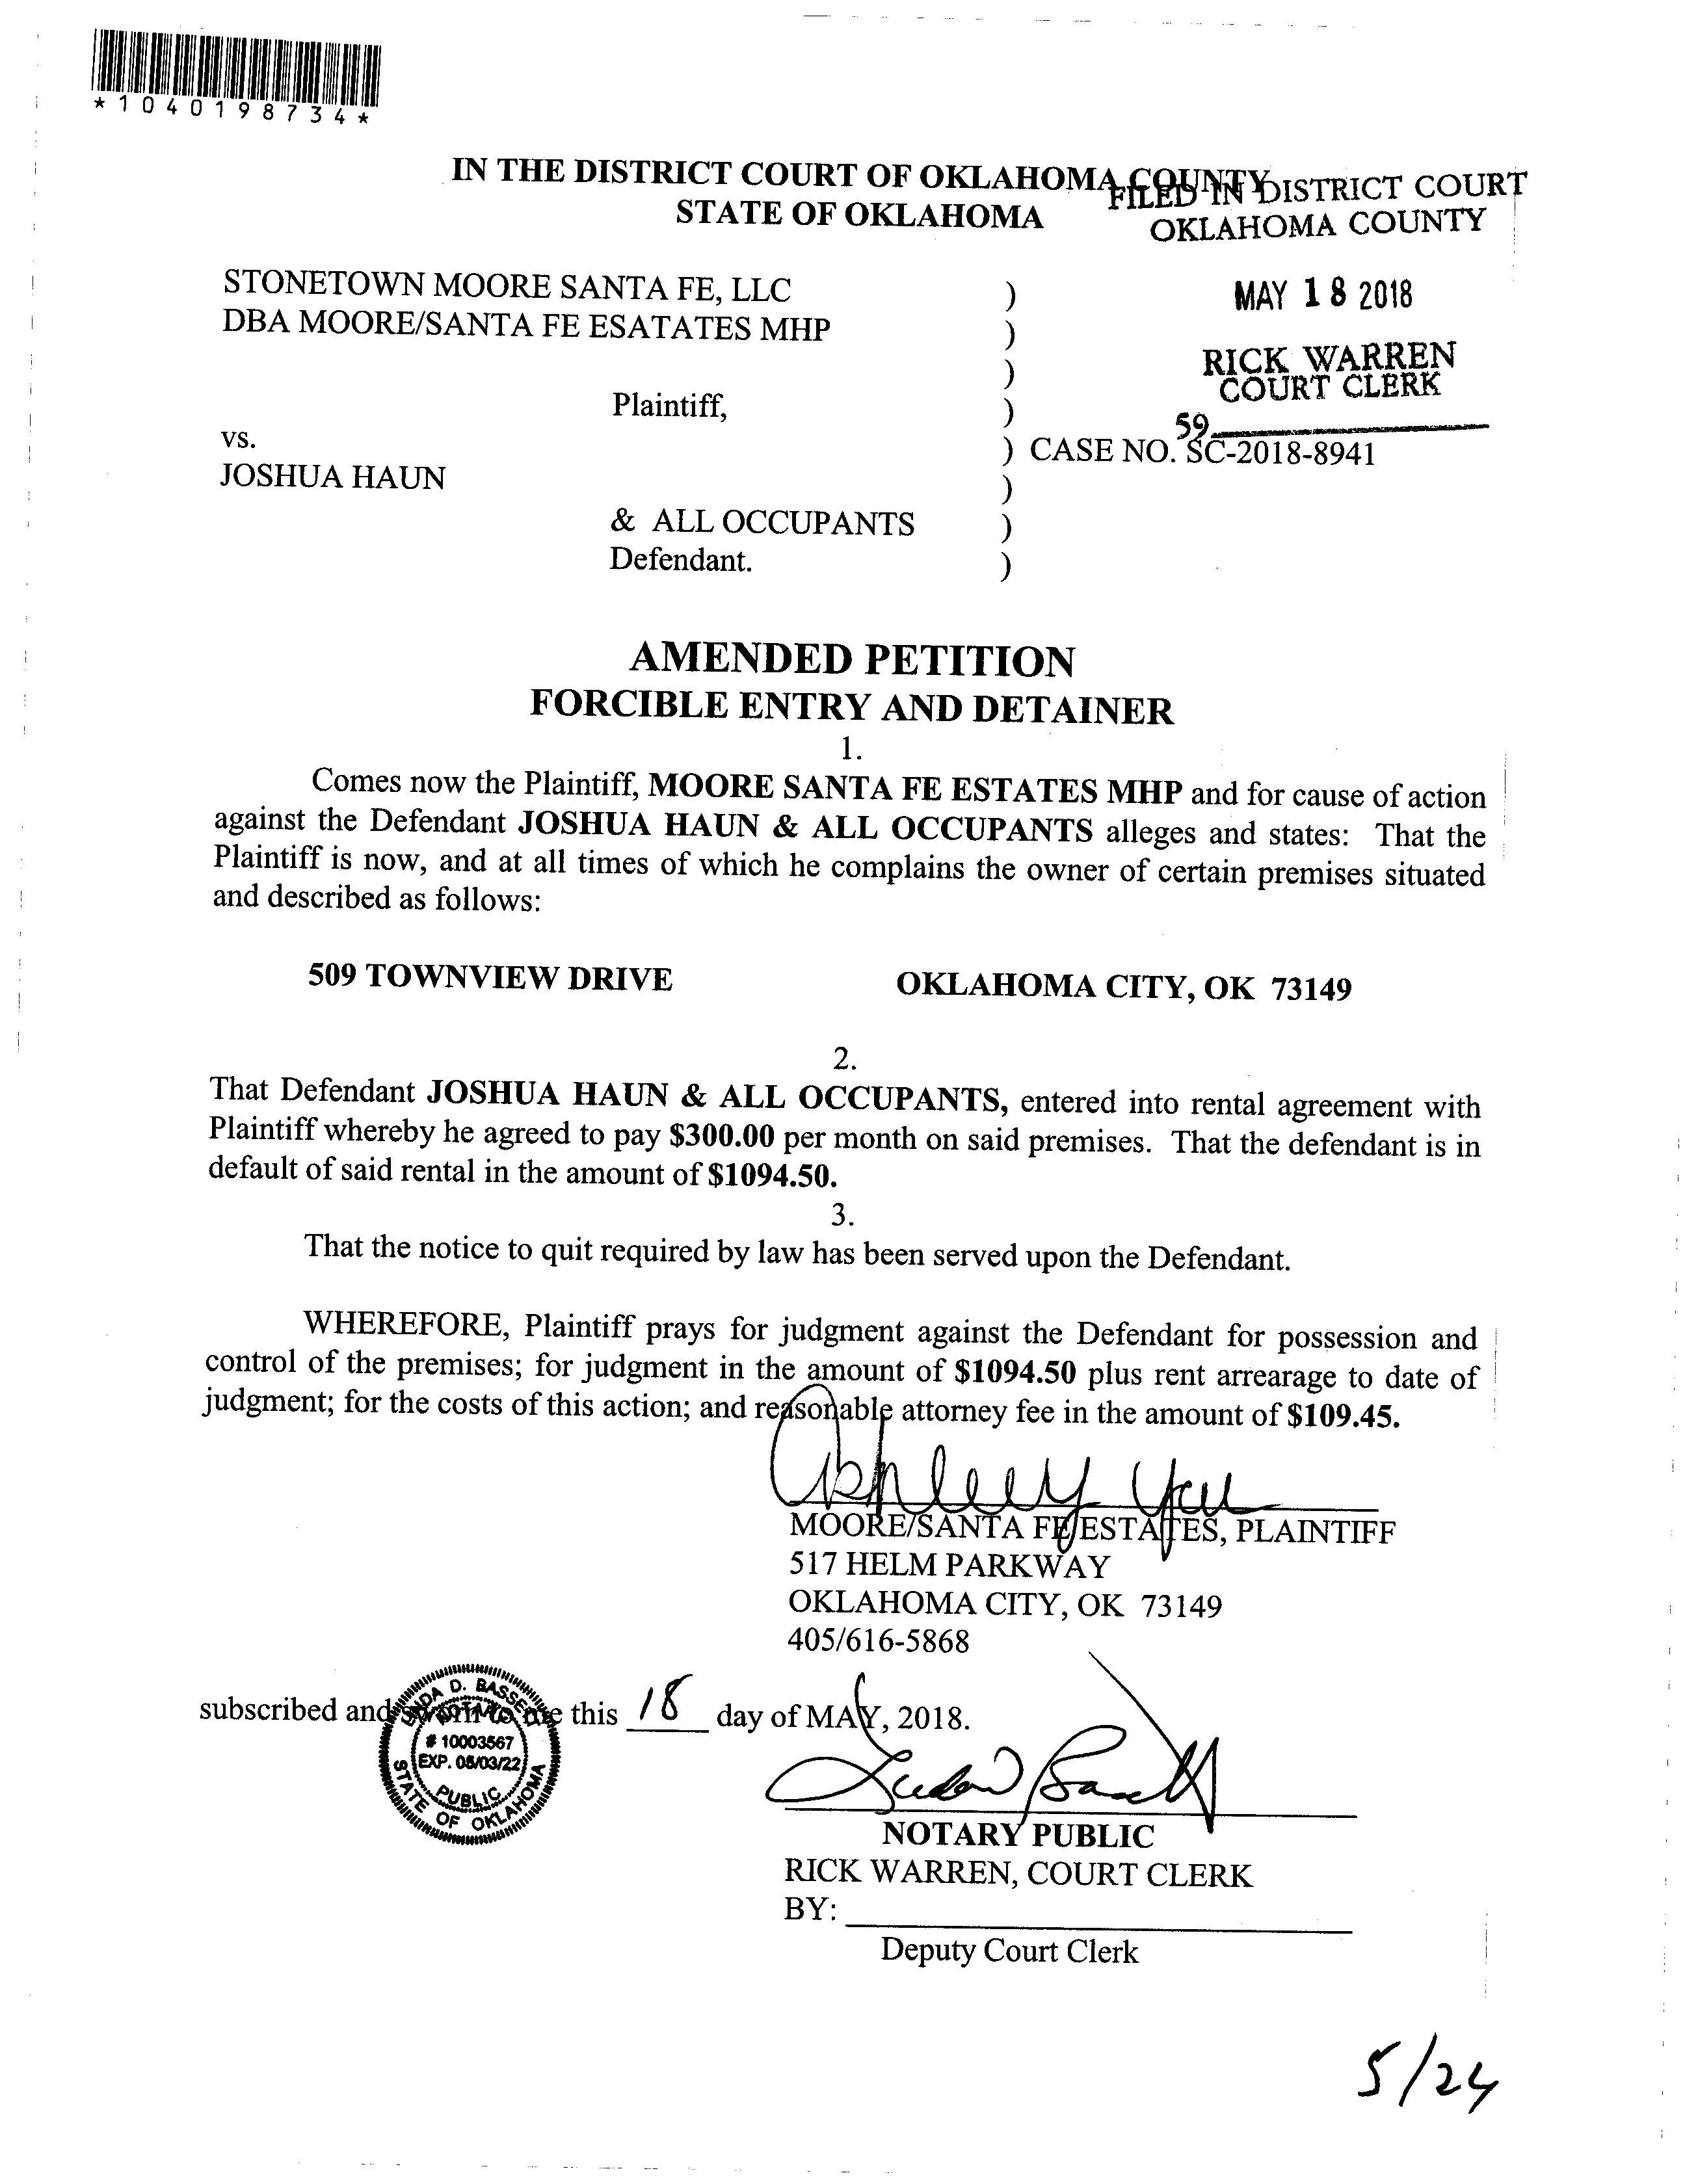 *1040198734*
IN THE DISTRICT COURT OF OKLAHOMA COUNTY
STATE OF OKLAHOMA
FILED IN DISTRICT COURT
OKLAHOMA COUNTY
MAY 18 2018
RICK WARREN
COURT CLERK
59
STONETOWN MOORE SANTA FE, LLC )
DBA MOORE/SANTA FE ESATATES MHP )
)
Plaintiff, )
vs. ) CASE NO. SC-2018-8941
JOSHUA HAUN )
& ALL OCCUPANTS )
Defendant. )
AMENDED PETITION
FORCIBLE ENTRY AND DETAINER
1.
Comes now the Plaintiff, MOORE SANTA FE ESTATES MHP and for cause of action
against the Defendant JOSHUA HAUN & ALL OCCUPANTS alleges and states: That the
Plaintiff is now, and at all times of which he complains the owner of certain premises situated
and described as follows:
509 TOWNVIEW DRIVE OKLAHOMA CITY, OK 73149
2.
That Defendant JOSHUA HAUN & ALL OCCUPANTS, entered into rental agreement with
Plaintiff whereby he agreed to pay $300.00 per month on said premises. That the defendant is in
default of said rental in the amount of $1094.50.
3.
That the notice to quit required by law has been served upon the Defendant.
WHEREFORE, Plaintiff prays for judgment against the Defendant for possession and
control of the premises; for judgment in the amount of $1094.50 plus rent arrearage to date of
judgment; for the costs of this action; and reasonable attorney fee in the amount of $109.45.
MOORE/SANTA FE ESTATES, PLAINTIFF
517 HELM PARKWAY
OKLAHOMA CITY, OK 73149
405/616-5868
subscribed and sworn to me this 18 day of MAY, 2018.
LINDA D. BASSETT
NOTARY
# 10003567
EXP. 05/03/22
PUBLIC
STATE OF OKLAHOMA
NOTARY PUBLIC
RICK WARREN, COURT CLERK
BY:
Deputy Court Clerk
5/24